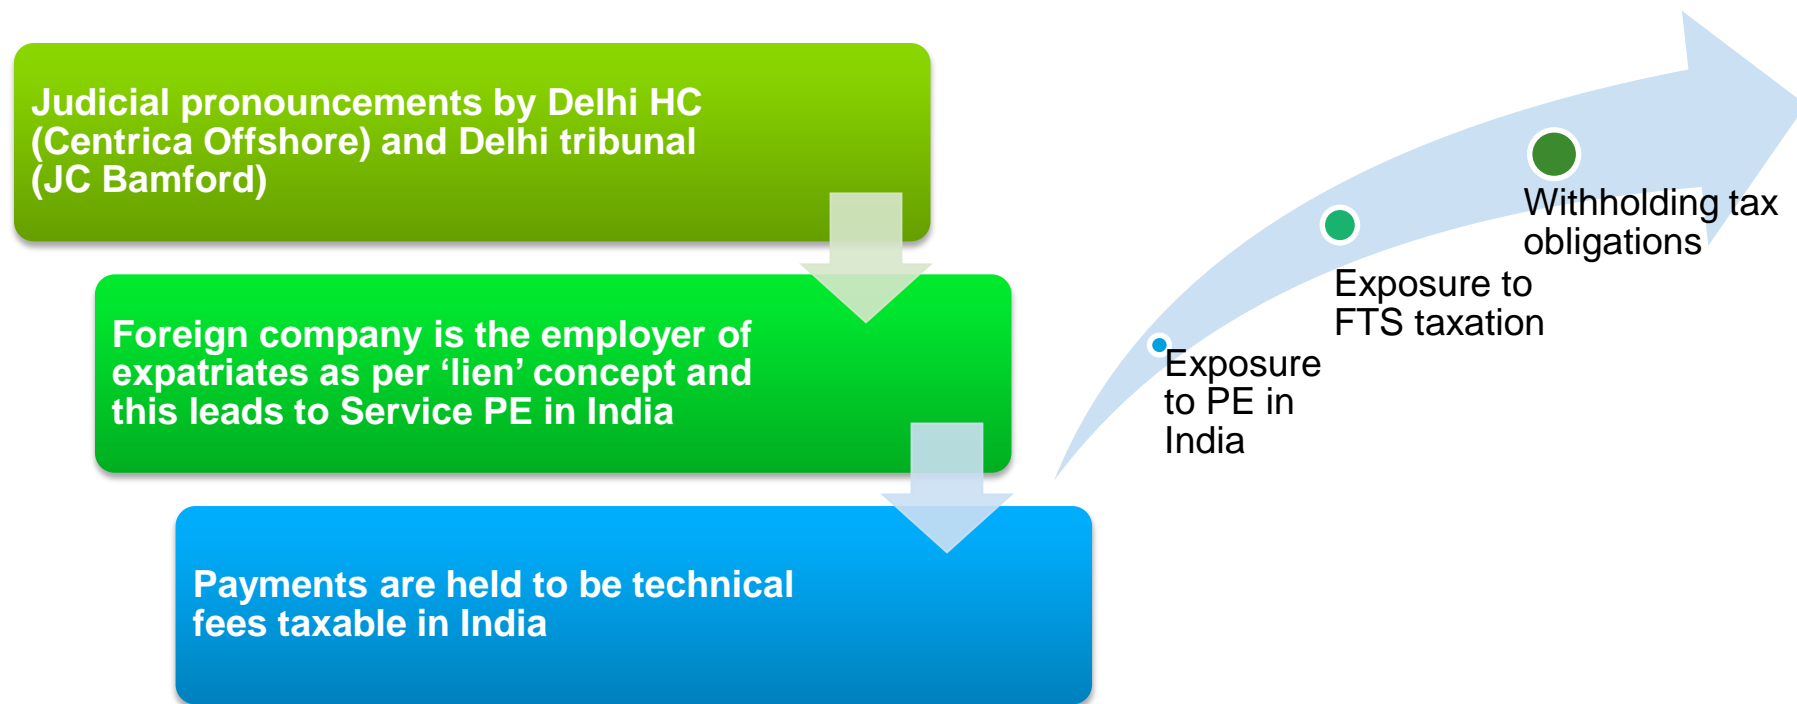 Judicial pronouncements by Delhi HC
(Centrica Offshore) and Delhi tribunal
(JC Bamford)
Foreign company is the employer of
expatriates as per ‘lien’ concept and
this leads to Service PE in India
Payments are held to be technical
fees taxable in India
Exposure
to PE in
India
Exposure to
FTS taxation
Withholding tax
obligations